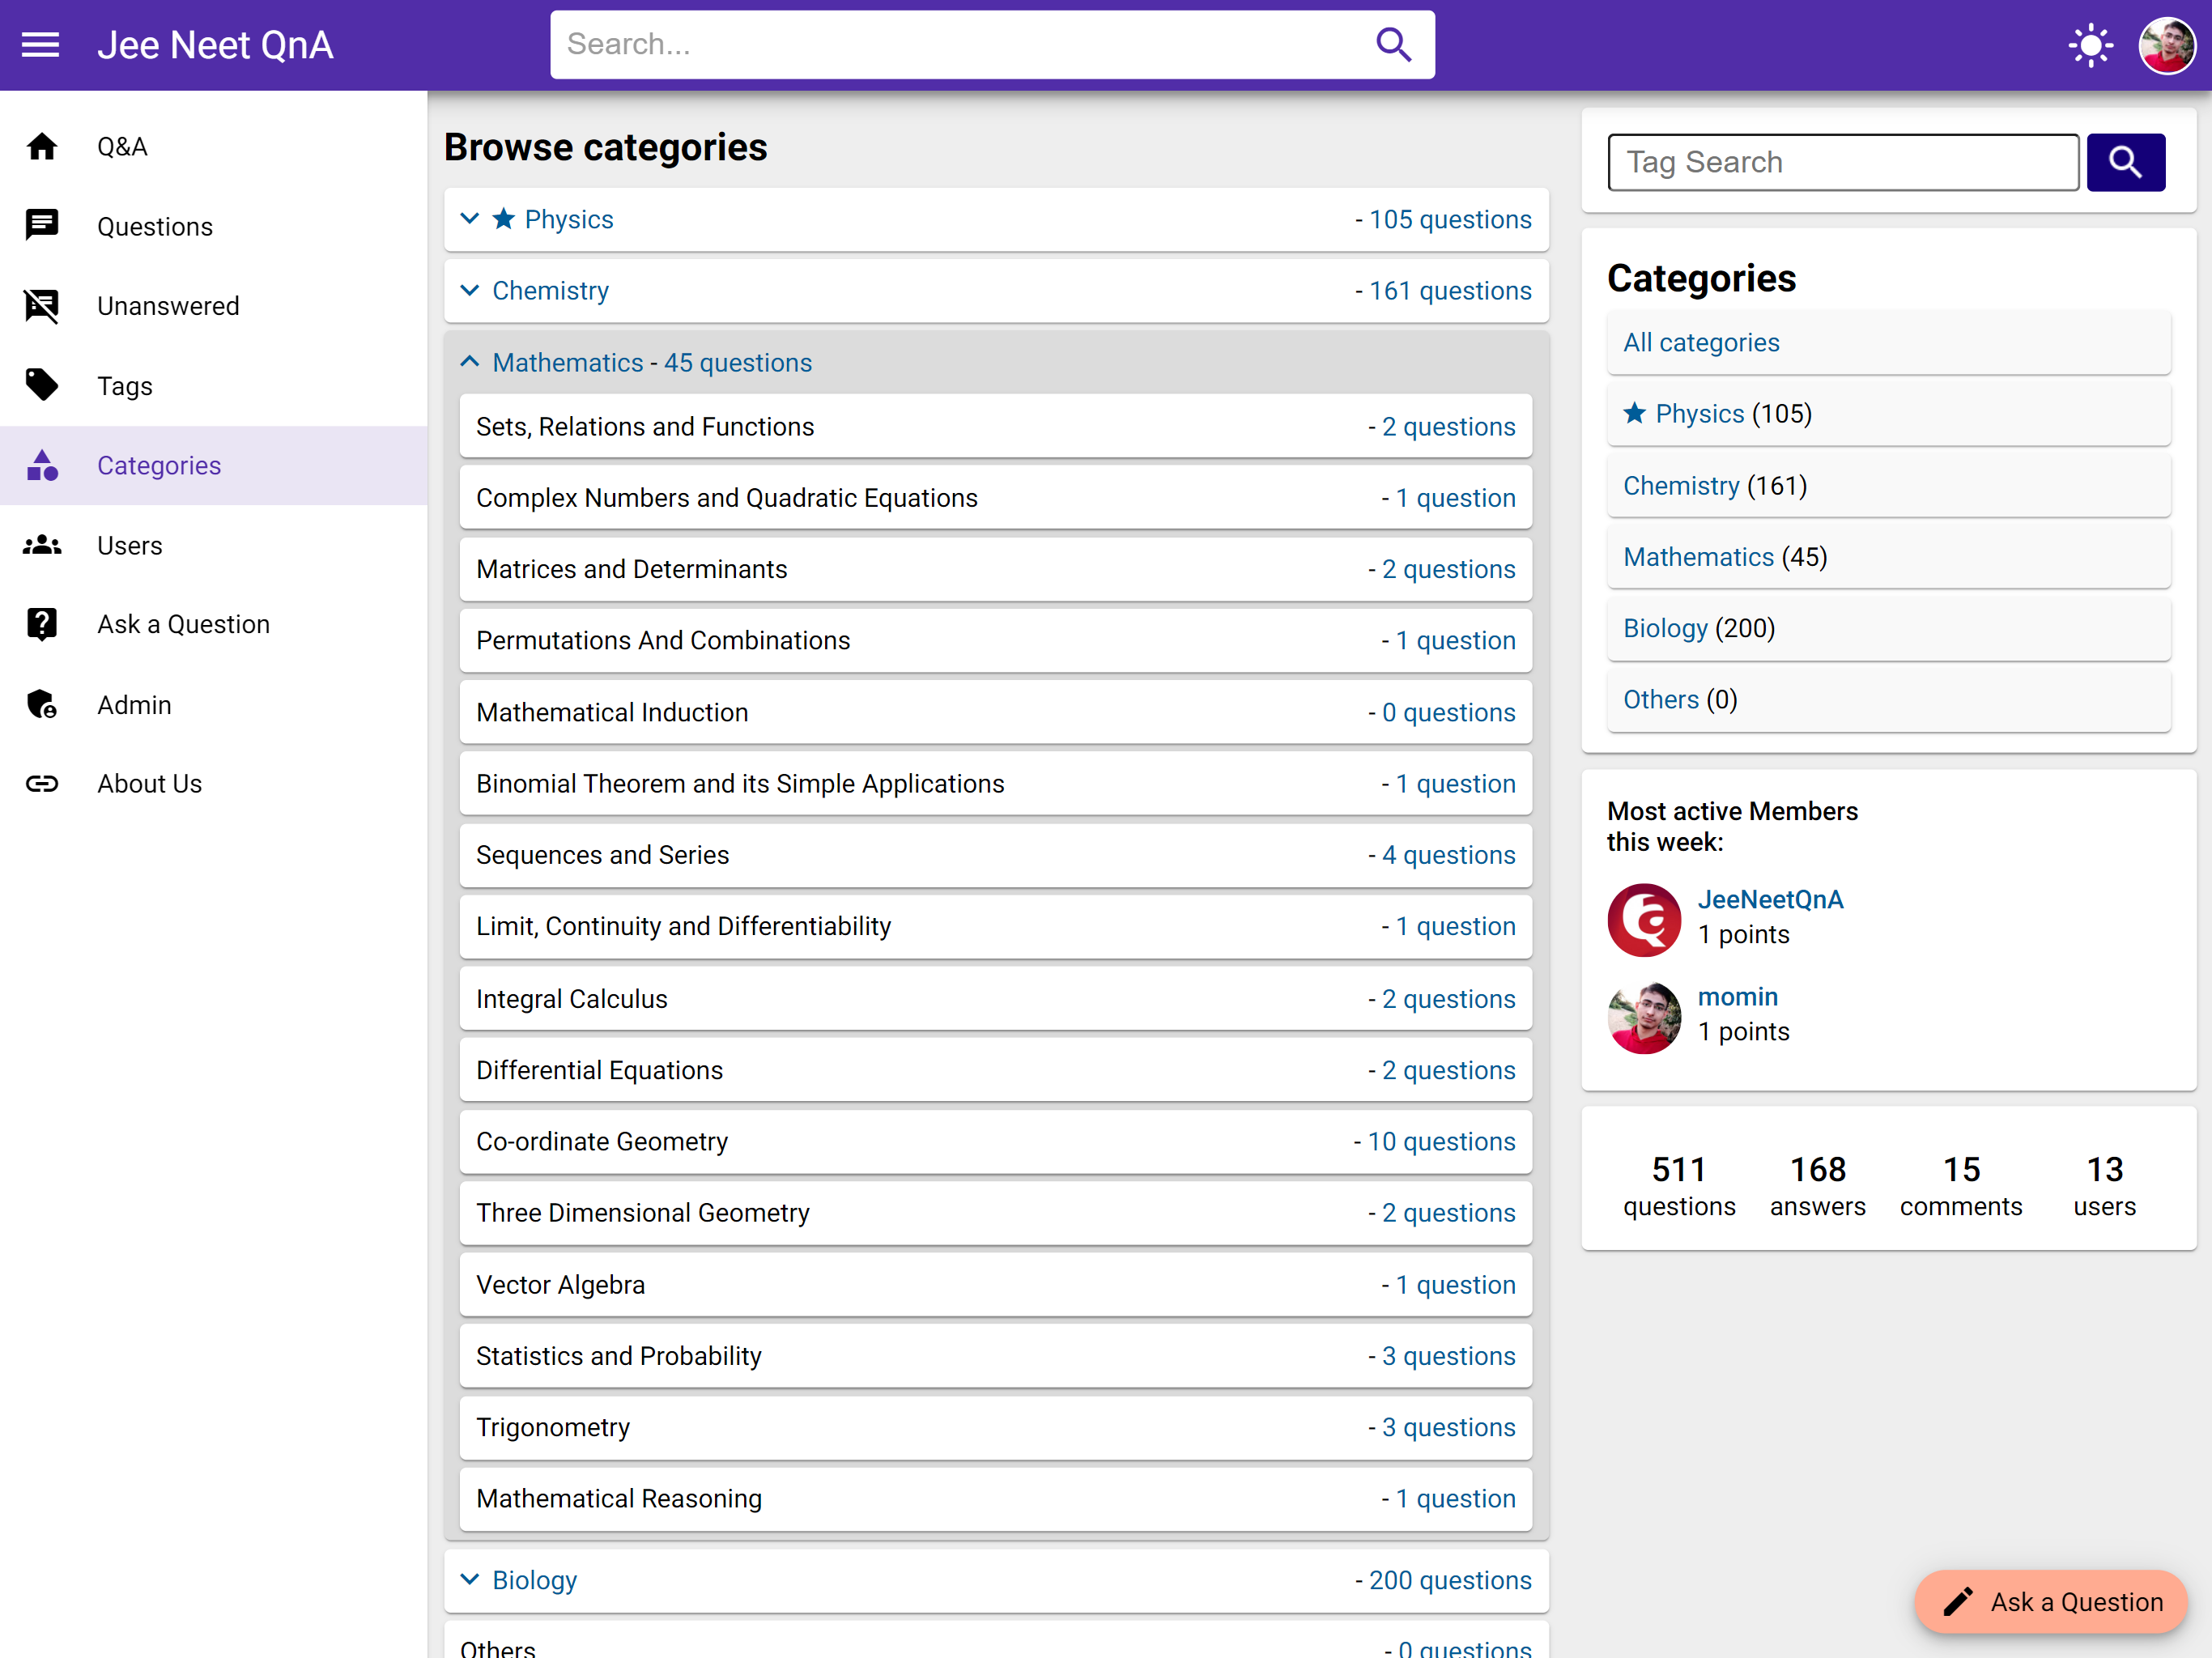 Jee Neet QnA
Search...
Q&A
Questions
Unanswered
Tags
Categories
Users
Ask a Question
Admin
About Us
Browse categories
Physics - 105 questions
Chemistry - 161 questions
Mathematics - 45 questions
Sets, Relations and Functions - 2 questions
Complex Numbers and Quadratic Equations - 1 question
Matrices and Determinants - 2 questions
Permutations And Combinations - 1 question
Mathematical Induction - 0 questions
Binomial Theorem and its Simple Applications - 1 question
Sequences and Series - 4 questions
Limit, Continuity and Differentiability - 1 question
Integral Calculus - 2 questions
Differential Equations - 2 questions
Co-ordinate Geometry - 10 questions
Three Dimensional Geometry - 2 questions
Vector Algebra - 1 question
Statistics and Probability - 3 questions
Trigonometry - 3 questions
Mathematical Reasoning - 1 question
Biology - 200 questions
Others - 0 questions
Tag Search
Categories
All categories
Physics (105)
Chemistry (161)
Mathematics (45)
Biology (200)
Others (0)
Most active Members
this week:
JeeNeetQnA
1 points
momin
1 points
511 168 15 13
questions answers comments users
Ask a Question